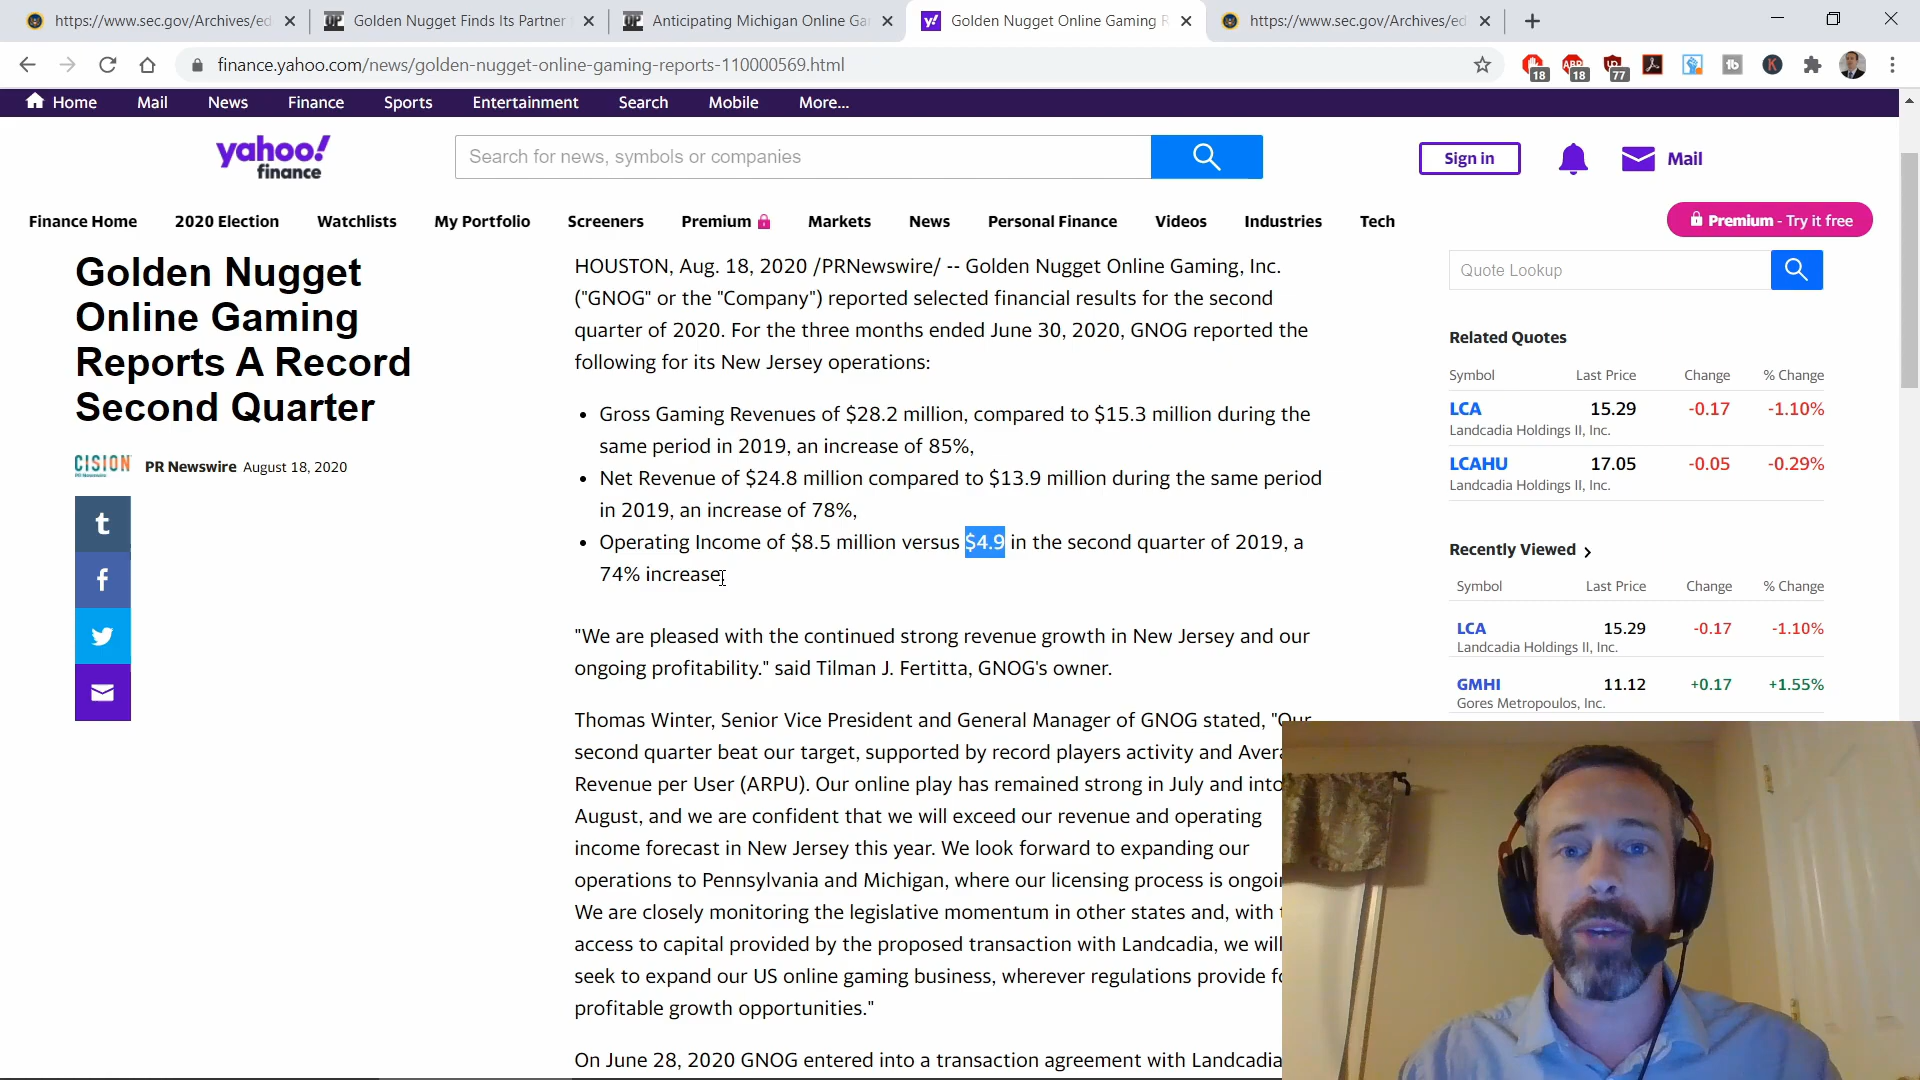 https://www.sec.gov/Archives/ed
Golden Nugget Finds Its Partner
Anticipating Michigan Online Ga
Golden Nugget Online Gaming R
https://www.sec.gov/Archives/ed
finance.yahoo.com/news/golden-nugget-online-gaming-reports-110000569.html
18
ABP
18
77
tb
K
Home Mail News Finance Sports Entertainment Search Mobile More...
yahoo!
finance
Search for news, symbols or companies
Sign in
Mail
Finance Home 2020 Election Watchlists My Portfolio Screeners Premium Markets News Personal Finance Videos Industries Tech
Premium - Try it free
Golden Nugget
Online Gaming
Reports A Record
Second Quarter
CISION
PR Newswire
PR Newswire August 18, 2020
HOUSTON, Aug. 18, 2020 /PRNewswire/ -- Golden Nugget Online Gaming, Inc.
("GNOG" or the "Company") reported selected financial results for the second
quarter of 2020. For the three months ended June 30, 2020, GNOG reported the
following for its New Jersey operations:
• Gross Gaming Revenues of $28.2 million, compared to $15.3 million during the
same period in 2019, an increase of 85%,
• Net Revenue of $24.8 million compared to $13.9 million during the same period
in 2019, an increase of 78%,
• Operating Income of $8.5 million versus $4.9 in the second quarter of 2019, a
74% increase
"We are pleased with the continued strong revenue growth in New Jersey and our
ongoing profitability." said Tilman J. Fertitta, GNOG's owner.
Thomas Winter, Senior Vice President and General Manager of GNOG stated, "Our
second quarter beat our target, supported by record players activity and Avera
Revenue per User (ARPU). Our online play has remained strong in July and into
August, and we are confident that we will exceed our revenue and operating
income forecast in New Jersey this year. We look forward to expanding our
operations to Pennsylvania and Michigan, where our licensing process is ongoin
We are closely monitoring the legislative momentum in other states and, with
access to capital provided by the proposed transaction with Landcadia, we will
seek to expand our US online gaming business, wherever regulations provide fo
profitable growth opportunities."
On June 28, 2020 GNOG entered into a transaction agreement with Landcadia
Quote Lookup
Related Quotes
Symbol Last Price Change % Change
LCA 15.29 -0.17 -1.10%
Landcadia Holdings II, Inc.
LCAHU 17.05 -0.05 -0.29%
Landcadia Holdings II, Inc.
Recently Viewed
Symbol Last Price Change % Change
LCA 15.29 -0.17 -1.10%
Landcadia Holdings II, Inc.
GMHI 11.12 +0.17 +1.55%
Gores Metropoulos, Inc.